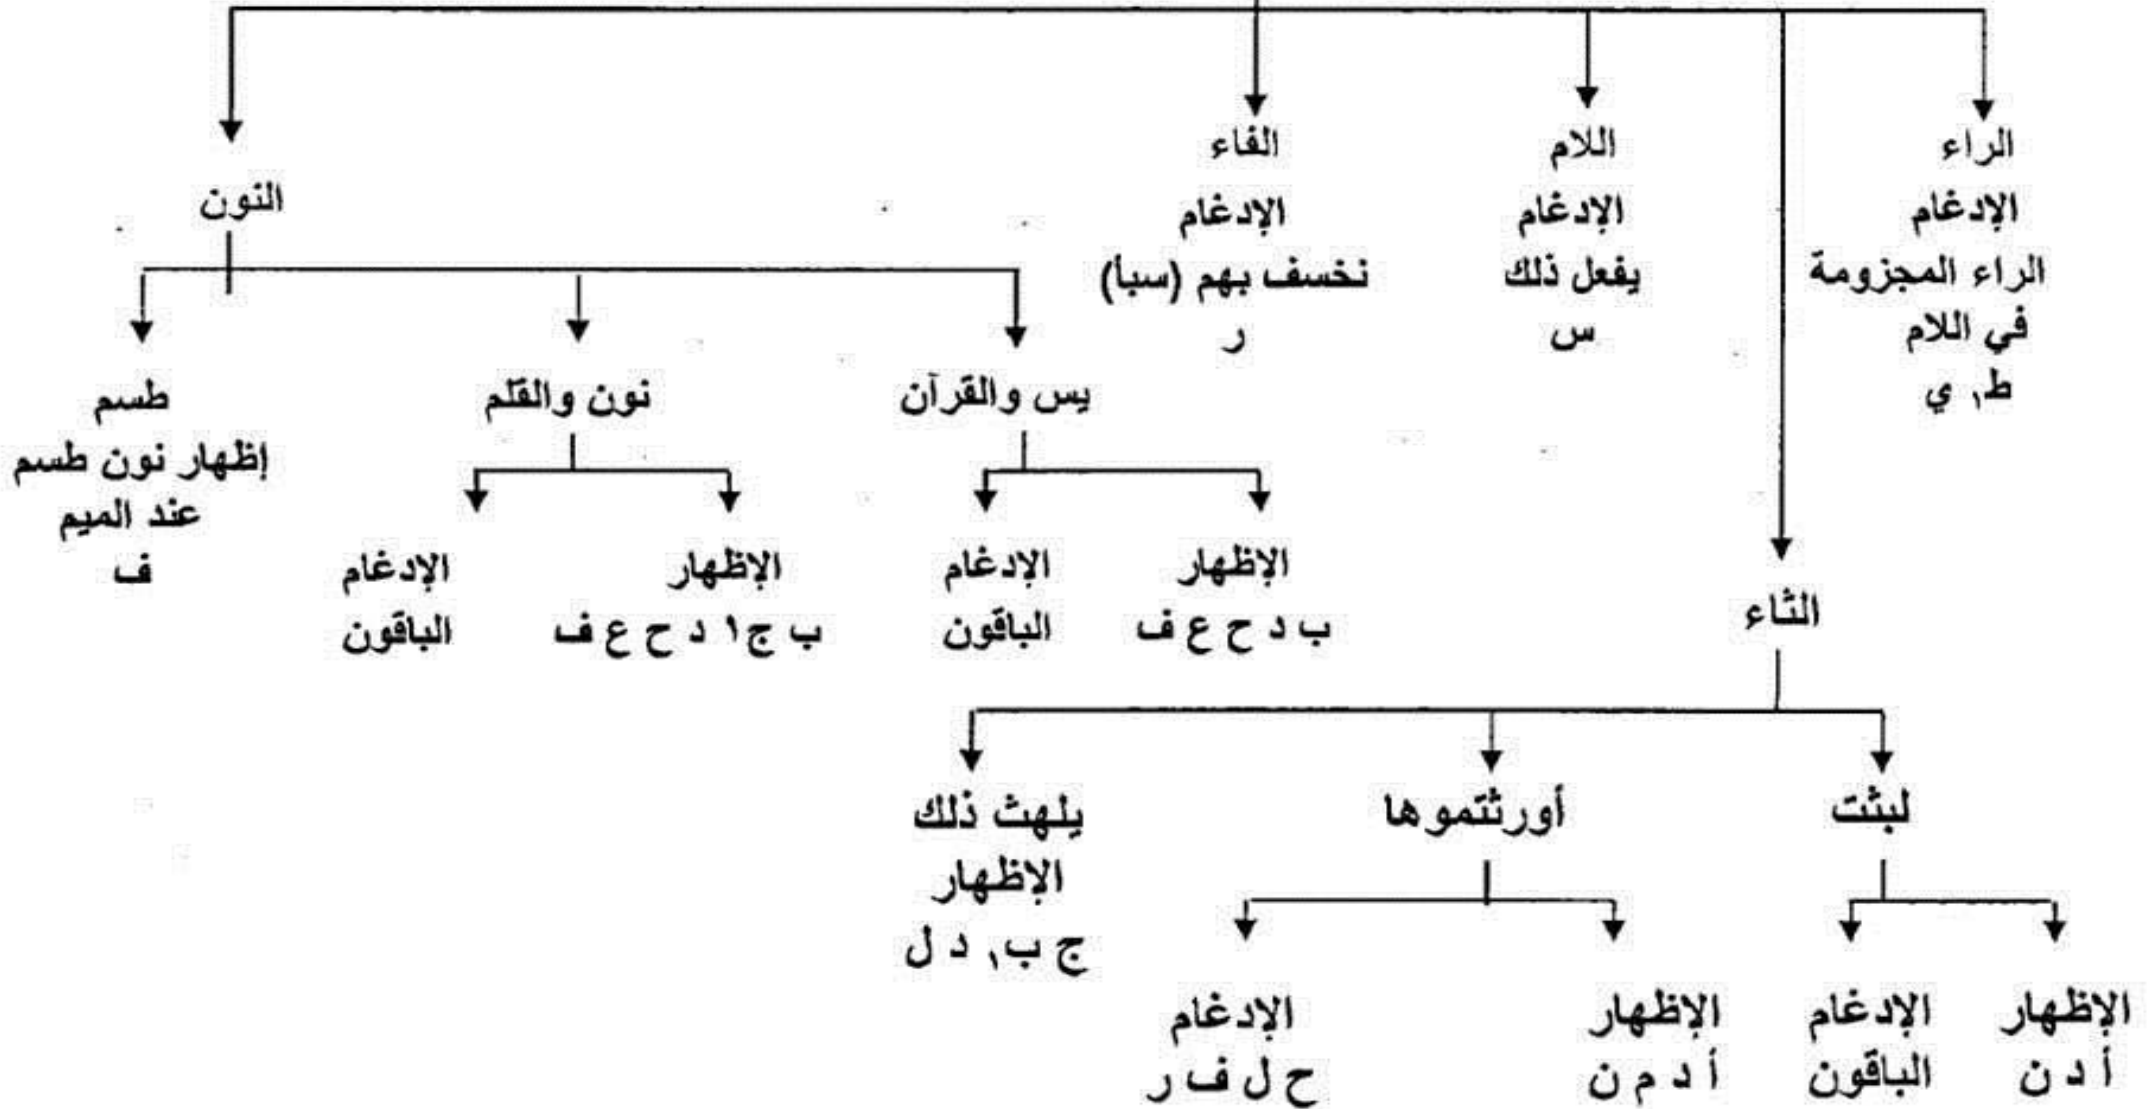 الراء
الإدغام
الراء المجزومة
في اللام
ط١ ي
اللام
الإدغام
يفعل ذلك
س
الفاء
الإدغام
نخسف بهم (سبأ)
ر
النون
يس والقرآن
الإظهار
ب د ح ع ف
الإدغام
الباقون
نون والقلم
الإظهار
ب ج١ د ح ع ف
الإدغام
الباقون
طسم
إظهار نون طسم
عند الميم
ف
الثاء
لبثت
الإظهار
أ د ن
الإدغام
الباقون
أورثتموها
الإظهار
أ د م ن
الإدغام
ح ل ف ر
يلهث ذلك
الإظهار
ج ب١ د ل